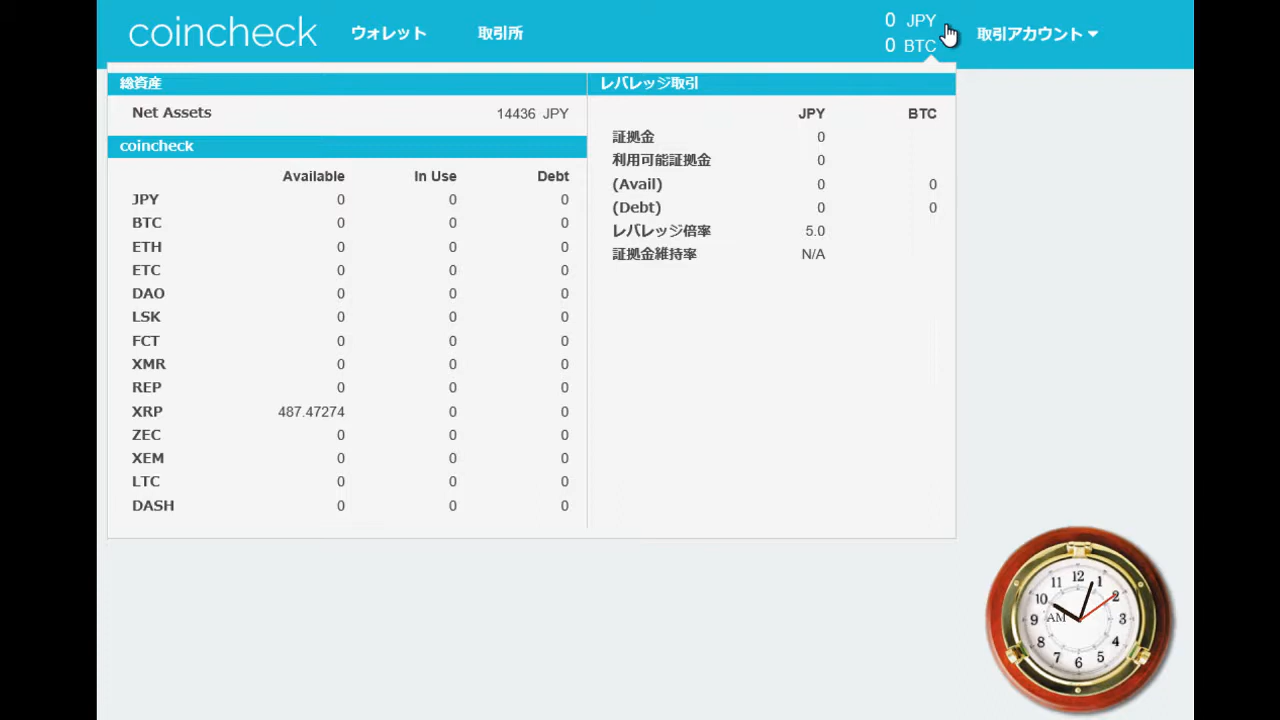 coincheck ウォレット 取引所 0 JPY 取引アカウント
0 BTC
総資産
Net Assets 14436 JPY
coincheck
Available In Use Debt
JPY 0 0 0
BTC 0 0 0
ETH 0 0 0
ETC 0 0 0
DAO 0 0 0
LSK 0 0 0
FCT 0 0 0
XMR 0 0 0
REP 0 0 0
XRP 487.47274 0 0
ZEC 0 0 0
XEM 0 0 0
LTC 0 0 0
DASH 0 0 0
レバレッジ取引
JPY BTC
証拠金 0
利用可能証拠金 0
(Avail) 0 0
(Debt) 0 0
レバレッジ倍率 5.0
証拠金維持率 N/A
12
1
2
3
4
5
6
7
8
9
10
11
AM